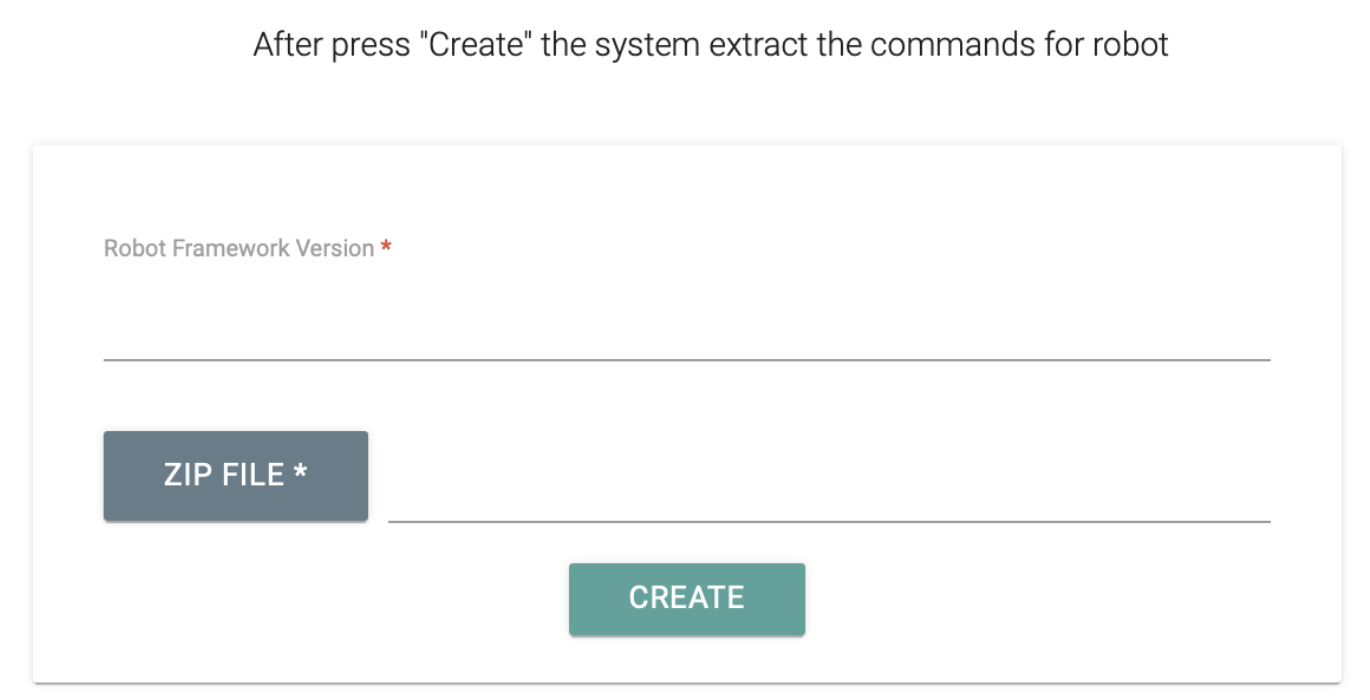 After press "Create" the system extract the commands for robot
Robot Framework Version *
ZIP FILE *
CREATE